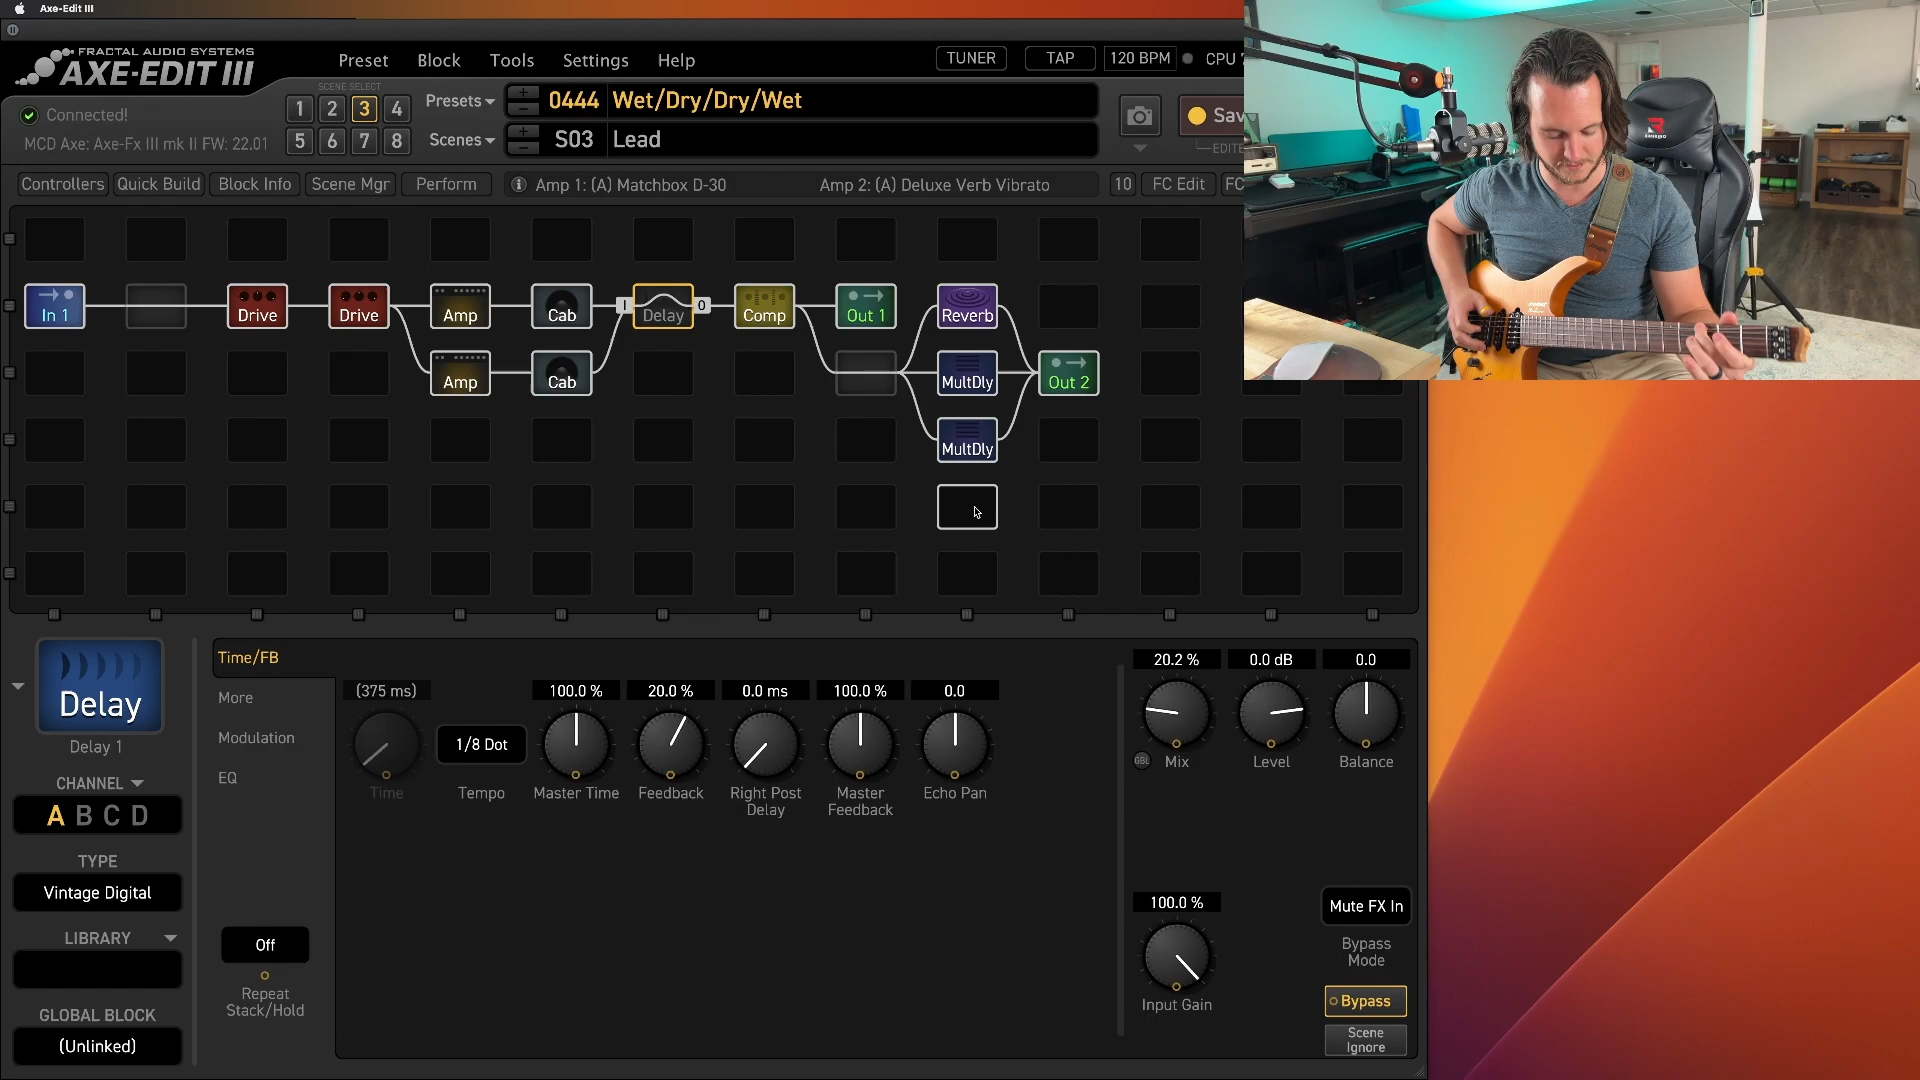 Axe-Edit III
FRACTAL AUDIO SYSTEMS
AXE-EDIT III
Preset Block Tools Settings Help
TUNER TAP 120 BPM CPU
Connected!
MCD Axe: Axe-Fx III mk II FW: 22.01
SCENE SELECT
1 2 3 4
5 6 7 8
Presets 0444 Wet/Dry/Dry/Wet
Scenes S03 Lead
Sav
EDITE
Controllers Quick Build Block Info Scene Mgr Perform Amp 1: (A) Matchbox D-30 Amp 2: (A) Deluxe Verb Vibrato 10 FC Edit FC
In 1 Drive Drive Amp Cab I Delay O Comp Out 1 Reverb
Amp Cab MultDly Out 2
MultDly
Delay
Delay 1
CHANNEL
A B C D
TYPE
Vintage Digital
LIBRARY
GLOBAL BLOCK
(Unlinked)
Time/FB
More
Modulation
EQ
Off
Repeat
Stack/Hold
(375 ms) 100.0 % 20.0 % 0.0 ms 100.0 % 0.0
1/8 Dot
Time Tempo Master Time Feedback Right Post
Delay Master
Feedback Echo Pan
20.2 % 0.0 dB 0.0
GBL Mix Level Balance
100.0 %
Input Gain
Mute FX In
Bypass
Mode
Bypass
Scene
Ignore